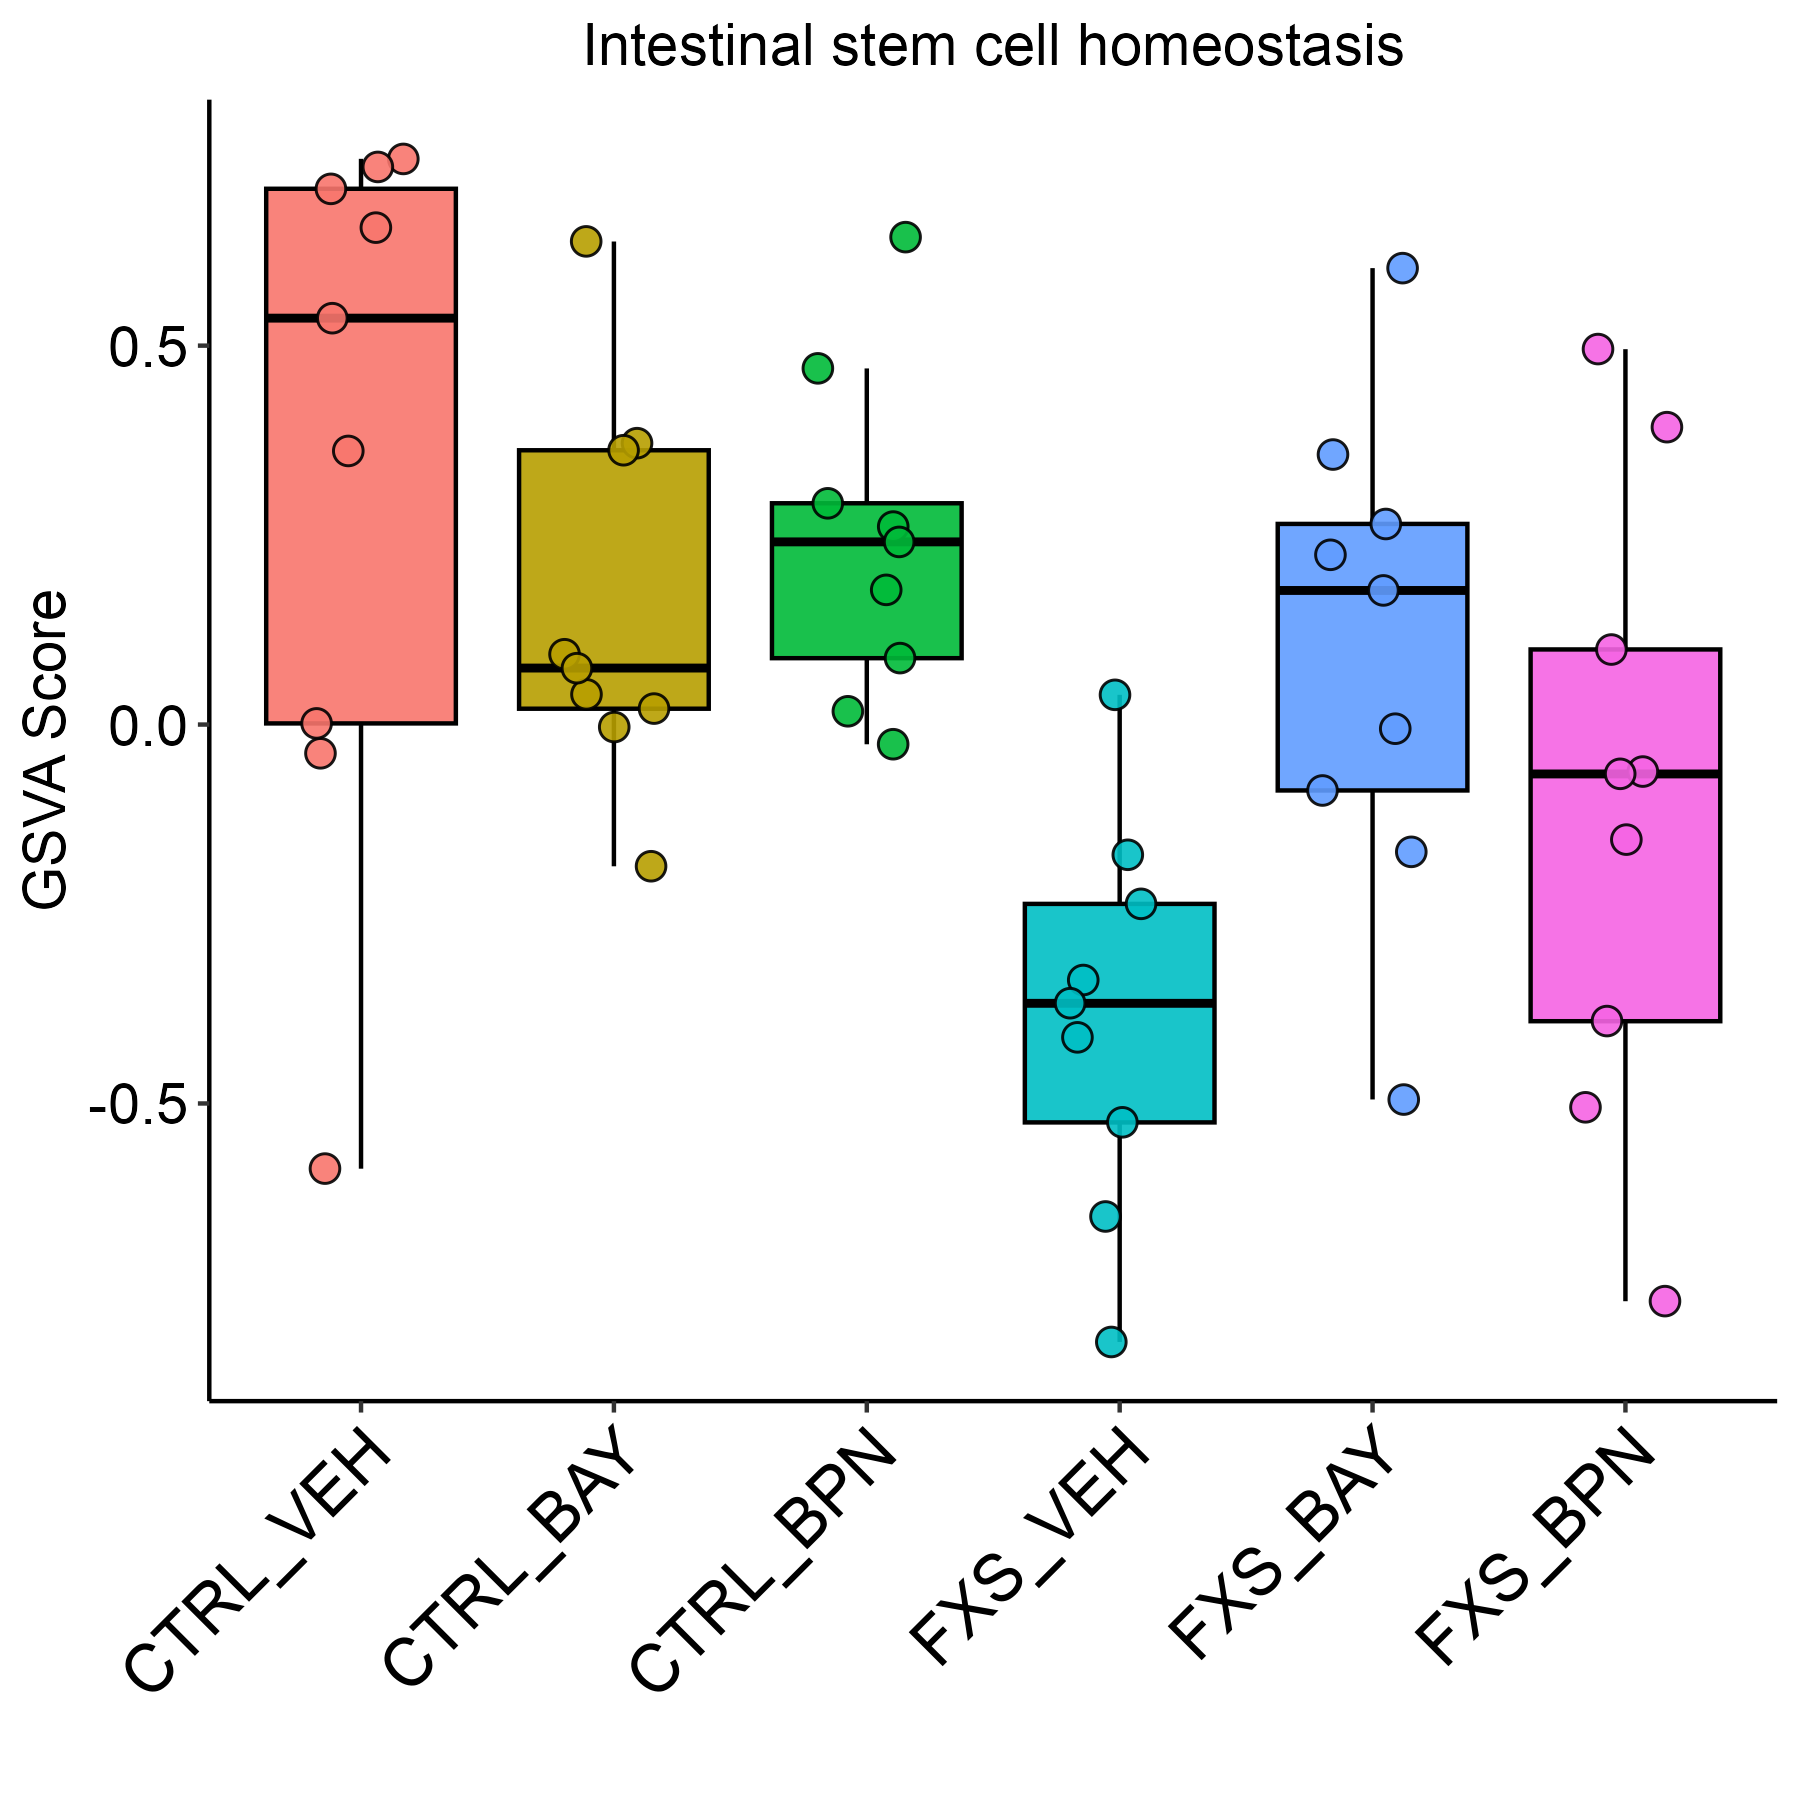 Intestinal stem cell homeostasis
GSVA Score
0.5
0.0
-0.5
CTRL_VEH
CTRL_BAY
CTRL_BPN
FXS_VEH
FXS_BAY
FXS_BPN